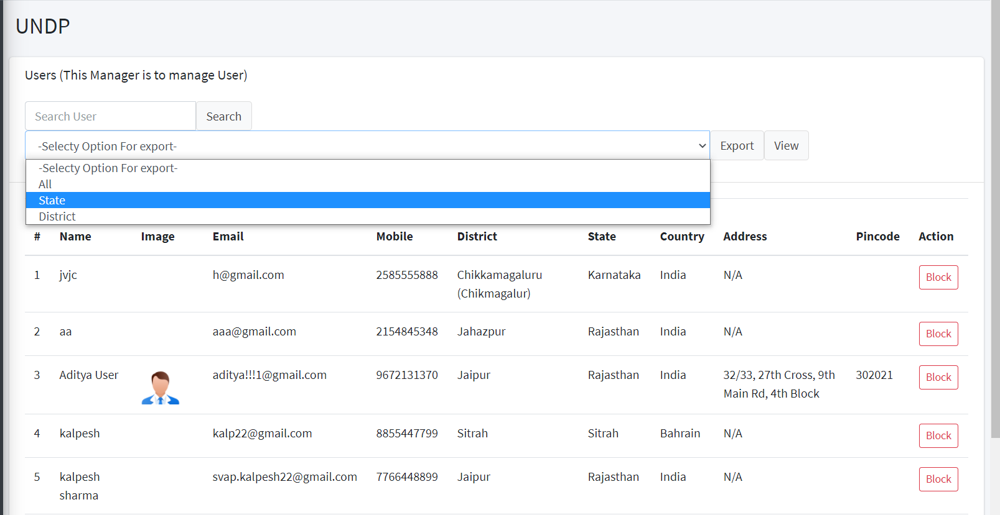 UNDP
Users (This Manager is to manage User)
Search User Search
-Selecty Option For export- Export View
-Selecty Option For export-
All
State
District
# Name Image Email Mobile District State Country Address Pincode Action
1 jvjc h@gmail.com 2585555888 Chikkamagaluru Karnataka India N/A Block
(Chikmagalur)
2 aa aaa@gmail.com 2154845348 Jahazpur Rajasthan India N/A Block
3 Aditya User aditya!!!1@gmail.com 9672131370 Jaipur Rajasthan India 32/33, 27th Cross, 9th 302021 Block
Main Rd, 4th Block
4 kalpesh kalp22@gmail.com 8855447799 Sitrah Sitrah Bahrain N/A Block
5 kalpesh svap.kalpesh22@gmail.com 7766448899 Jaipur Rajasthan India N/A Block
sharma